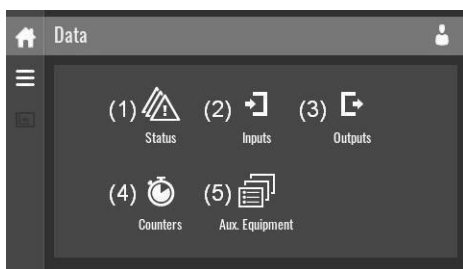 Data
(1) (2) (3)
Status Inputs Outputs
(4) (5)
Counters Aux. Equipment